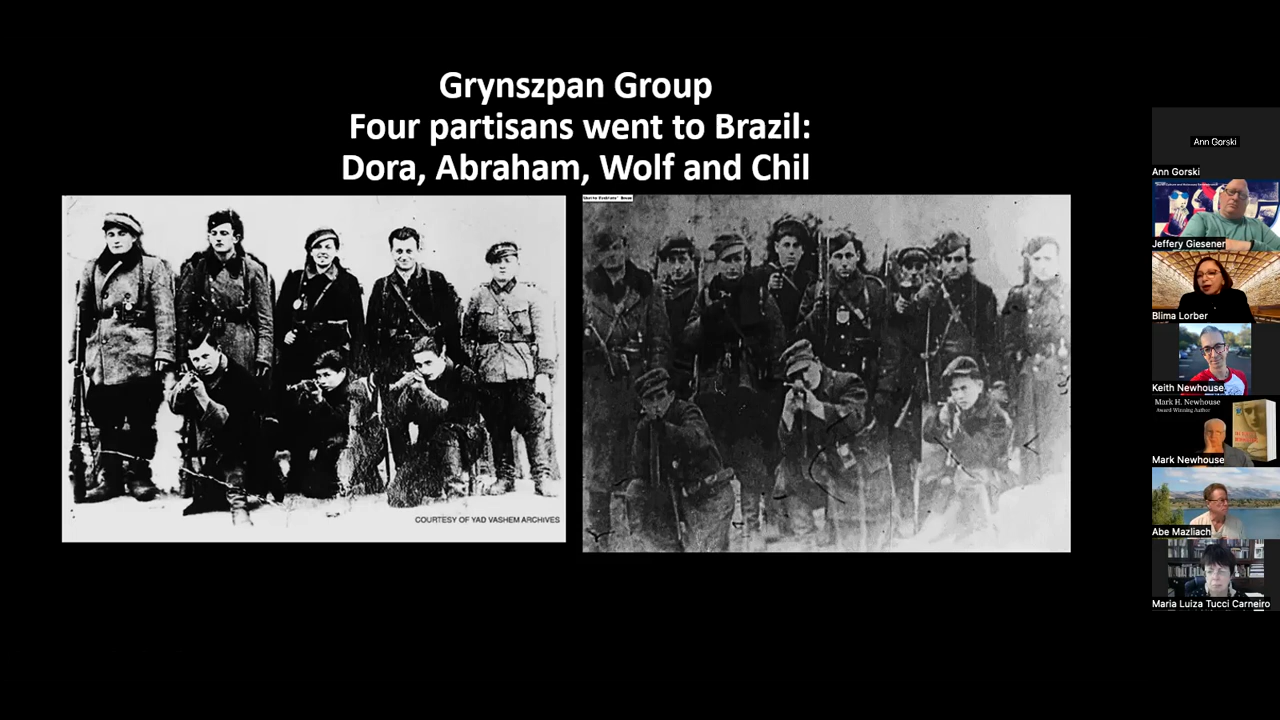 Grynszpan Group
Four partisans went to Brazil:
Dora, Abraham, Wolf and Chil
COURTESY OF YAD VASHEM ARCHIVES
Ann Gorski
Ann Gorski
Jeffery Giesener
Blima Lorber
Keith Newhouse
Mark H. Newhouse
Award Winning Author
Mark Newhouse
Abe Mazliach
Maria Luiza Tucci Carneiro